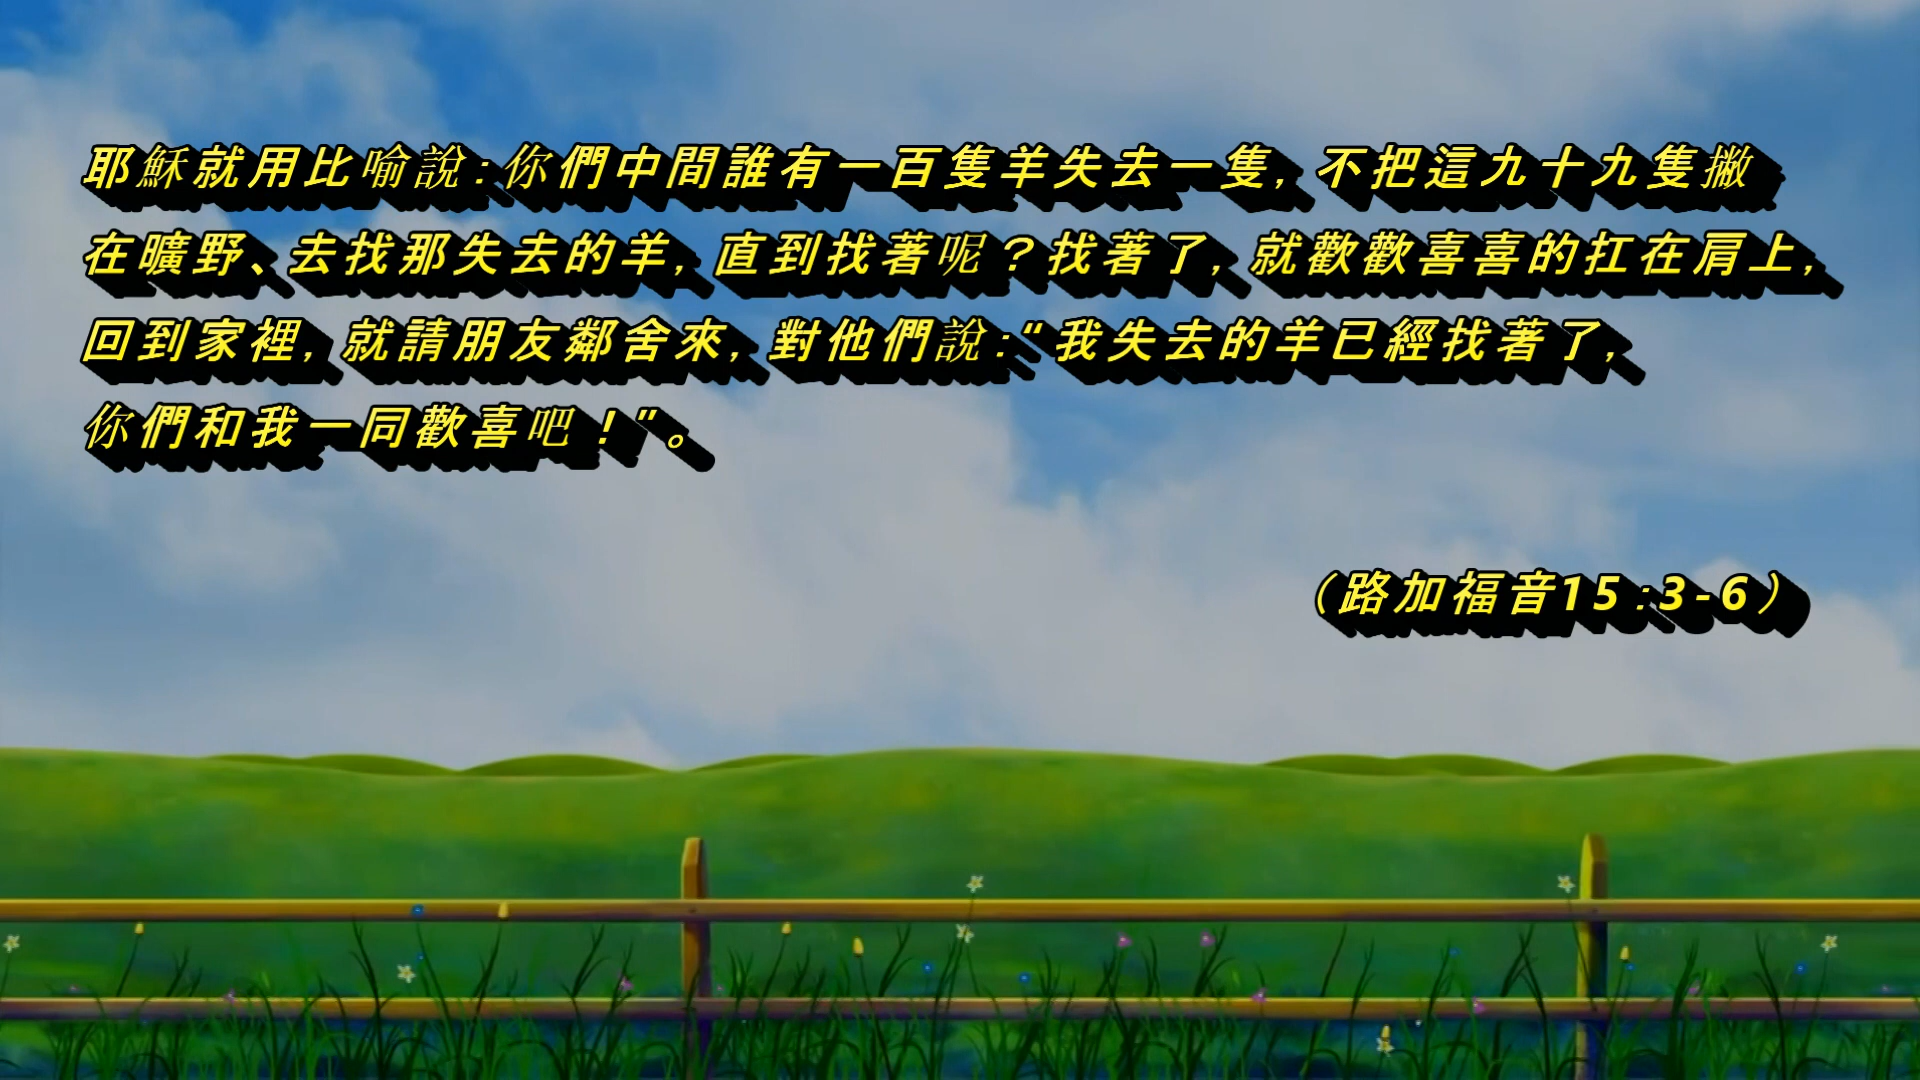 耶穌就用比喻說:你們中間誰有一百隻羊失去一隻, 不把這九十九隻撇
在曠野、去找那失去的羊, 直到找著呢？找著了, 就歡歡喜喜的扛在肩上,
回到家裡, 就請朋友鄰舍來, 對他們說:“我失去的羊已經找著了,
你們和我一同歡喜吧！”。
（路加福音15:3-6）